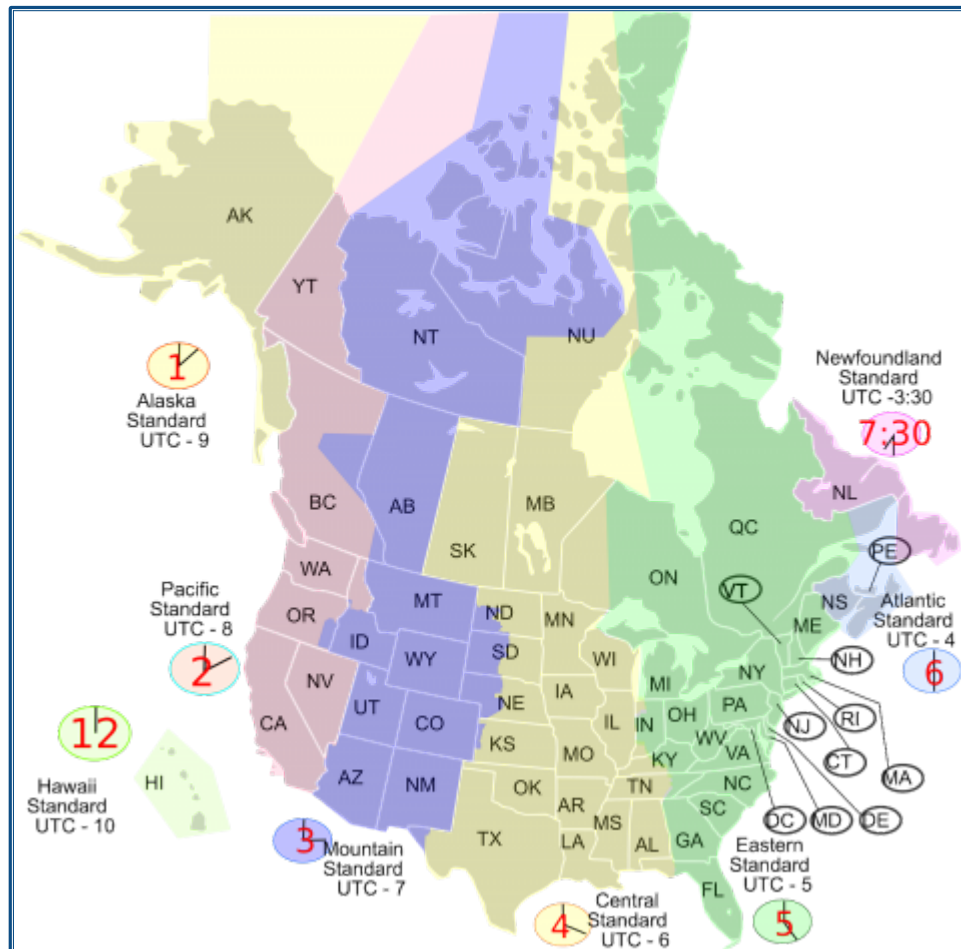 AK
YT
NT
NU
1
Alaska
Standard
UTC - 9
Newfoundland
Standard
UTC -3:30
7:30
NL
BC
AB
SK
MB
QC
ON
PE
VT
NS
ME
Atlantic
Standard
UTC - 4
6
WA
MT
ND
MN
Pacific
Standard
UTC - 8
2
OR
ID
WY
SD
WI
MI
NY
NH
NV
CA
UT
CO
NE
IA
IL
IN
OH
PA
WV
VA
NJ
RI
CT
MA
12
Hawaii
Standard
UTC - 10
HI
AZ
NM
KS
MO
KY
OK
TN
NC
TX
AR
LA
MS
AL
SC
GA
FL
DC
MD
DE
3
Mountain
Standard
UTC - 7
Eastern
Standard
UTC - 5
5
4
Central
Standard
UTC - 6